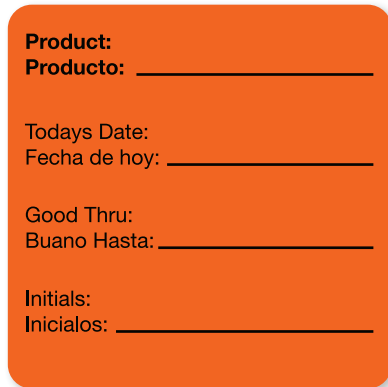 Product:
Producto:
Todays Date:
Fecha de hoy:
Good Thru:
Buano Hasta:
Initials:
Inicialos: